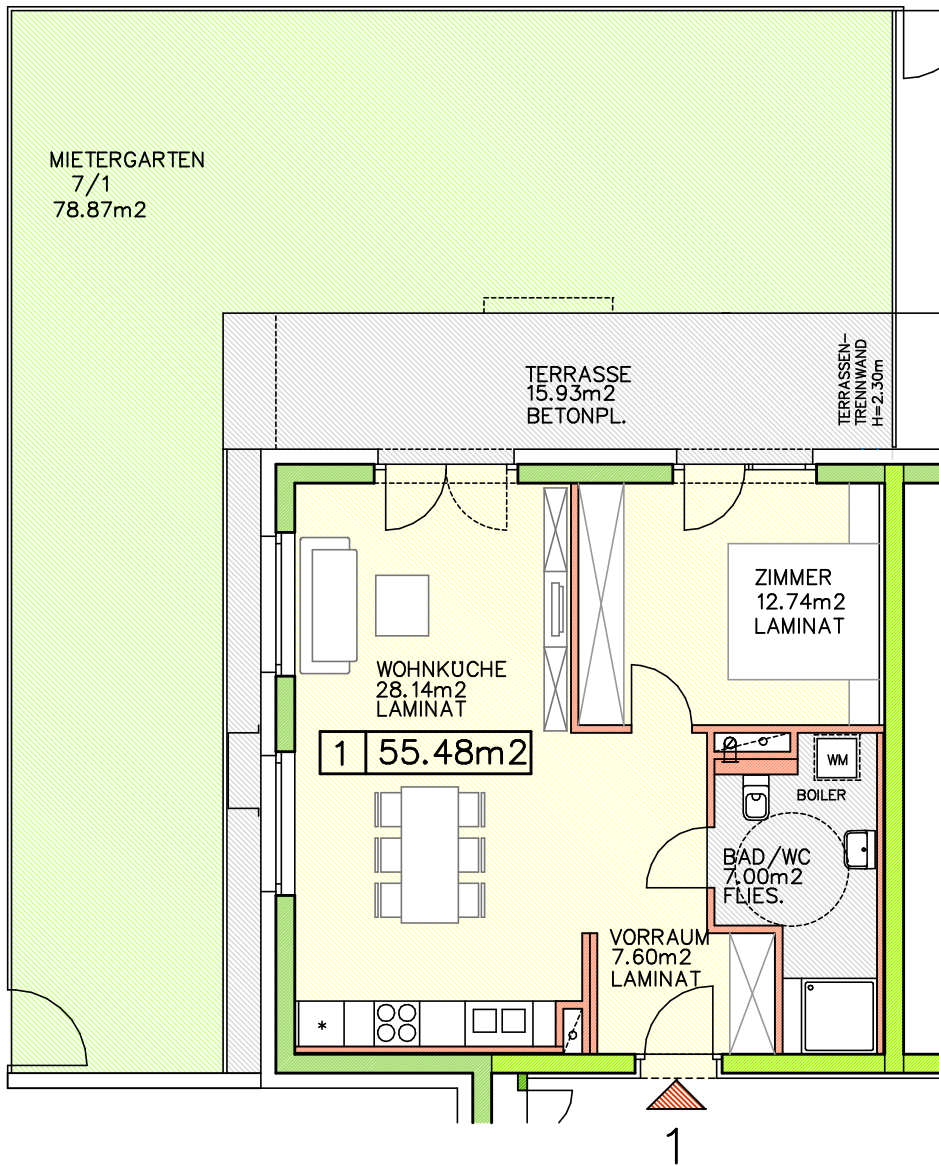 MIETERGARTEN
7/1
78.87m2
TERRASSE
15.93m2
BETONPL.
TERRASSEN-
TRENNWAND
H=2.30m
ZIMMER
12.74m2
LAMINAT
WOHNKÜCHE
28.14m2
LAMINAT
1 55.48m2
WM
BOILER
BAD/WC
7.00m2
FLIES.
VORRAUM
7.60m2
LAMINAT
*
1